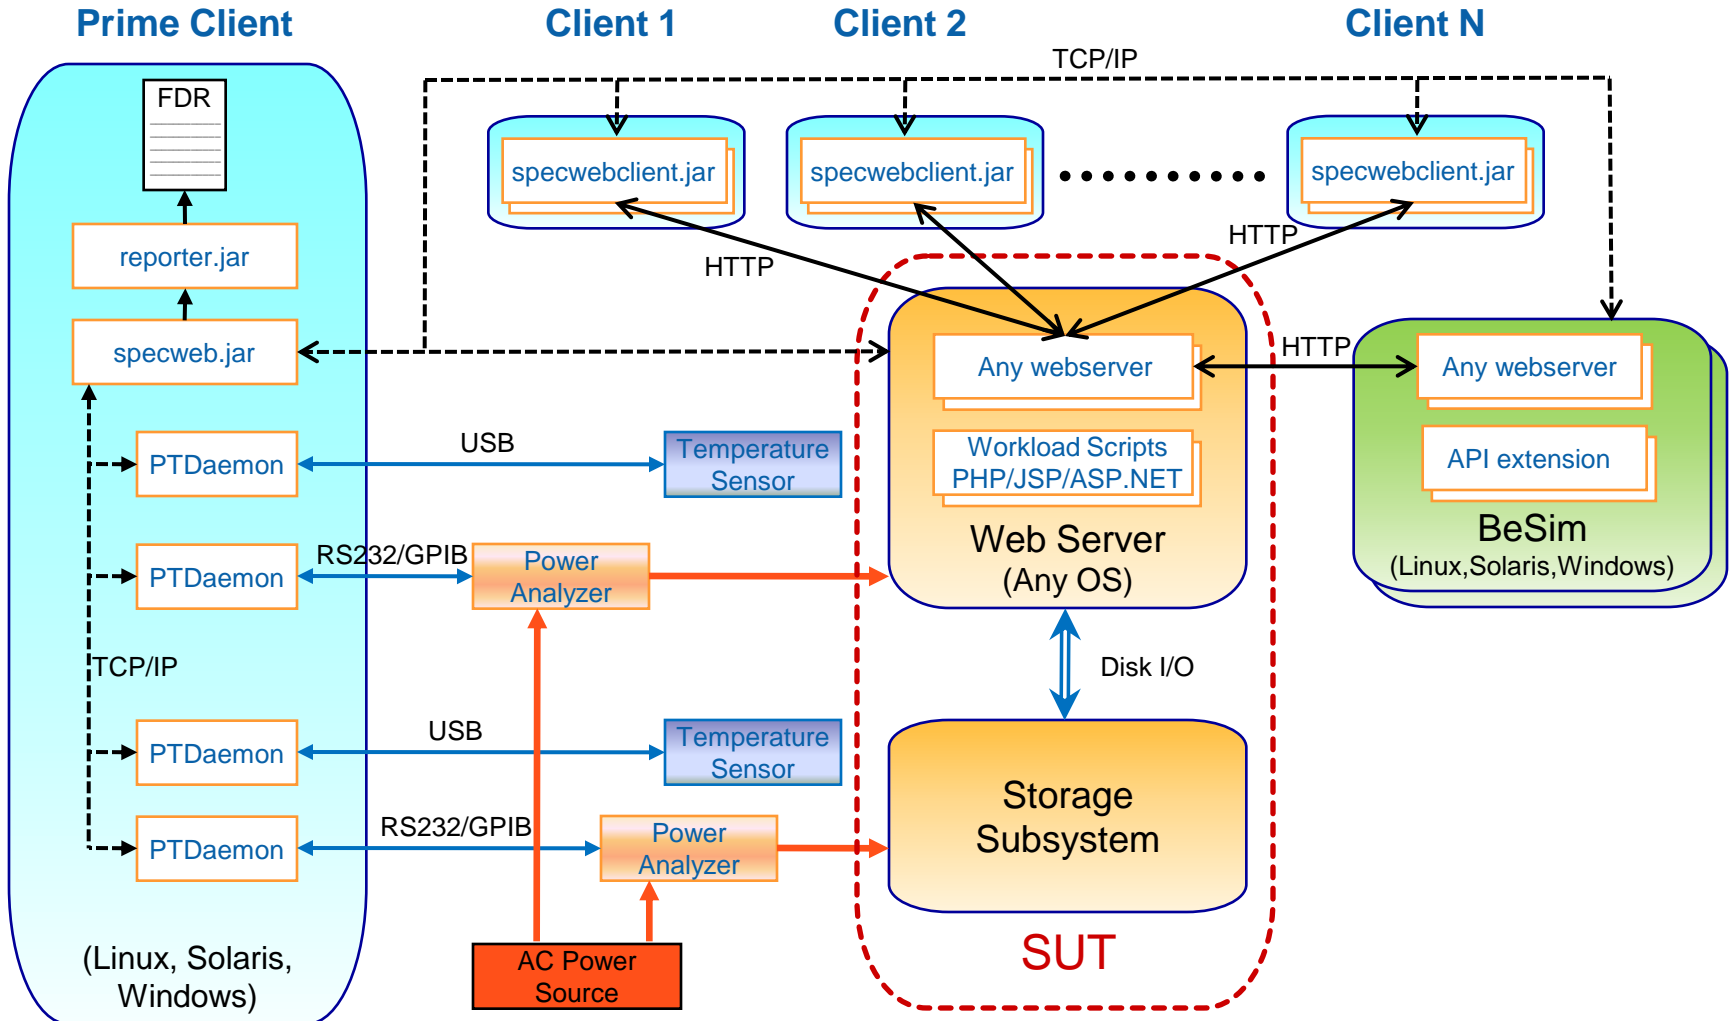 Prime Client
Client 1
Client 2
Client N
TCP/IP
FDR
specwebclient.jar
specwebclient.jar
specwebclient.jar
reporter.jar
HTTP
HTTP
specweb.jar
Any webserver
HTTP
Any webserver
PTDaemon
USB
Temperature
Sensor
Workload Scripts
PHP/JSP/ASP.NET
API extension
Web Server
(Any OS)
BeSim
(Linux,Solaris,Windows)
PTDaemon
RS232/GPIB
Power
Analyzer
TCP/IP
Disk I/O
PTDaemon
USB
Temperature
Sensor
Storage
Subsystem
PTDaemon
RS232/GPIB
Power
Analyzer
SUT
(Linux, Solaris,
Windows)
AC Power
Source